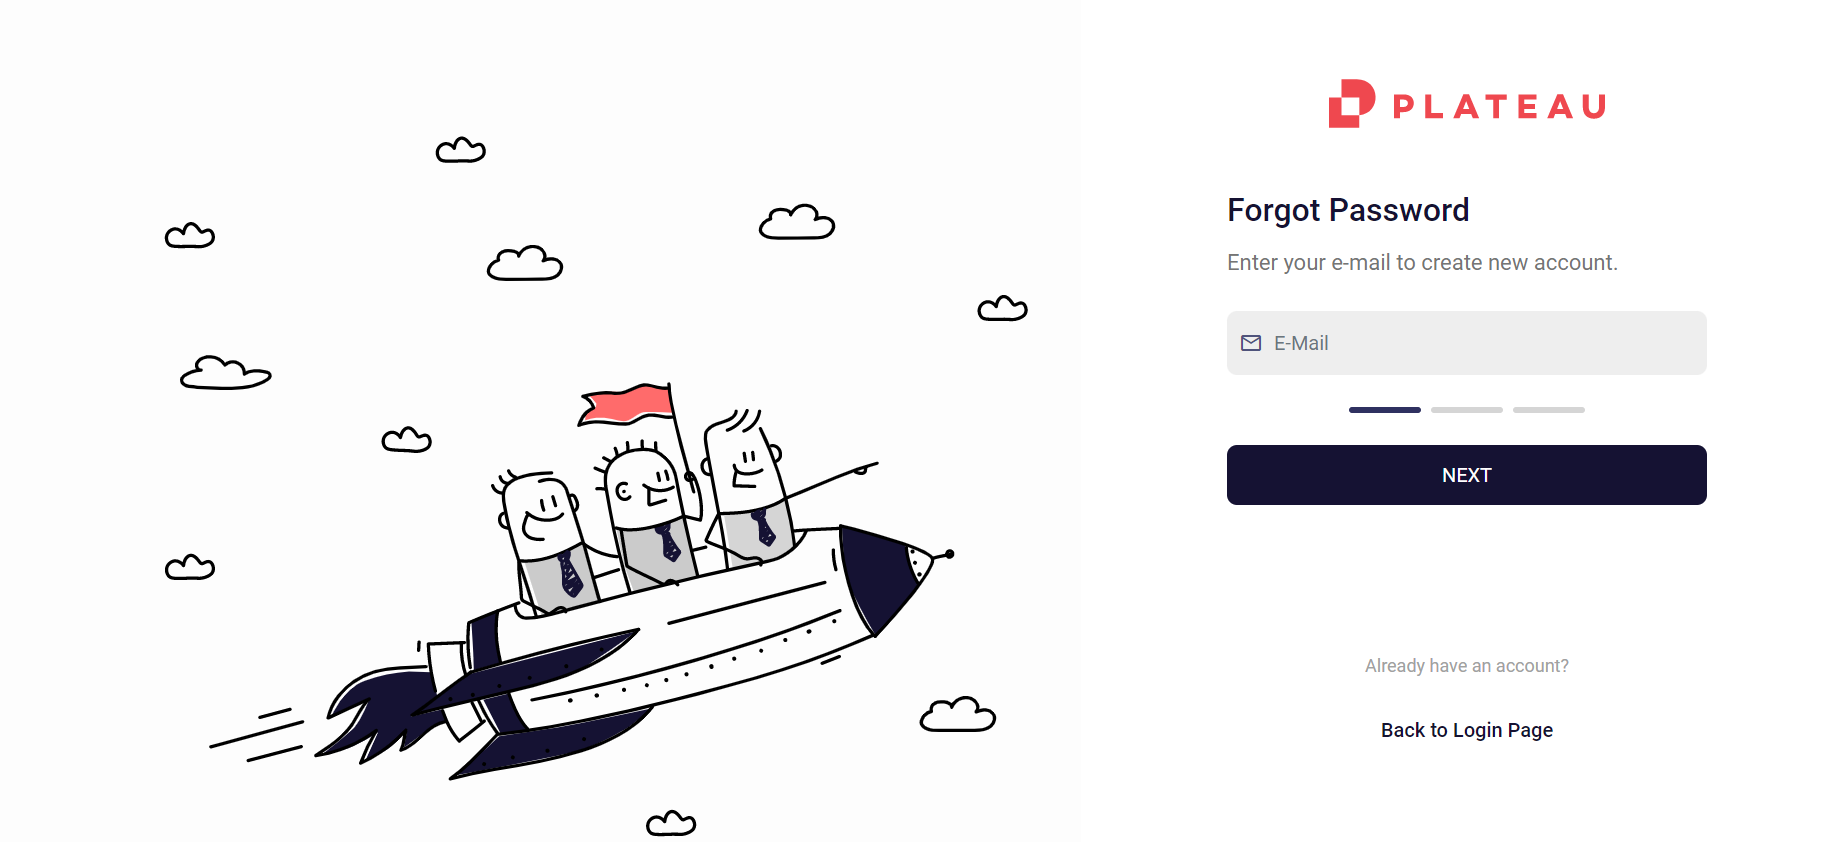 PLATEAU
Forgot Password
Enter your e-mail to create new account.
E-Mail
NEXT
Already have an account?
Back to Login Page